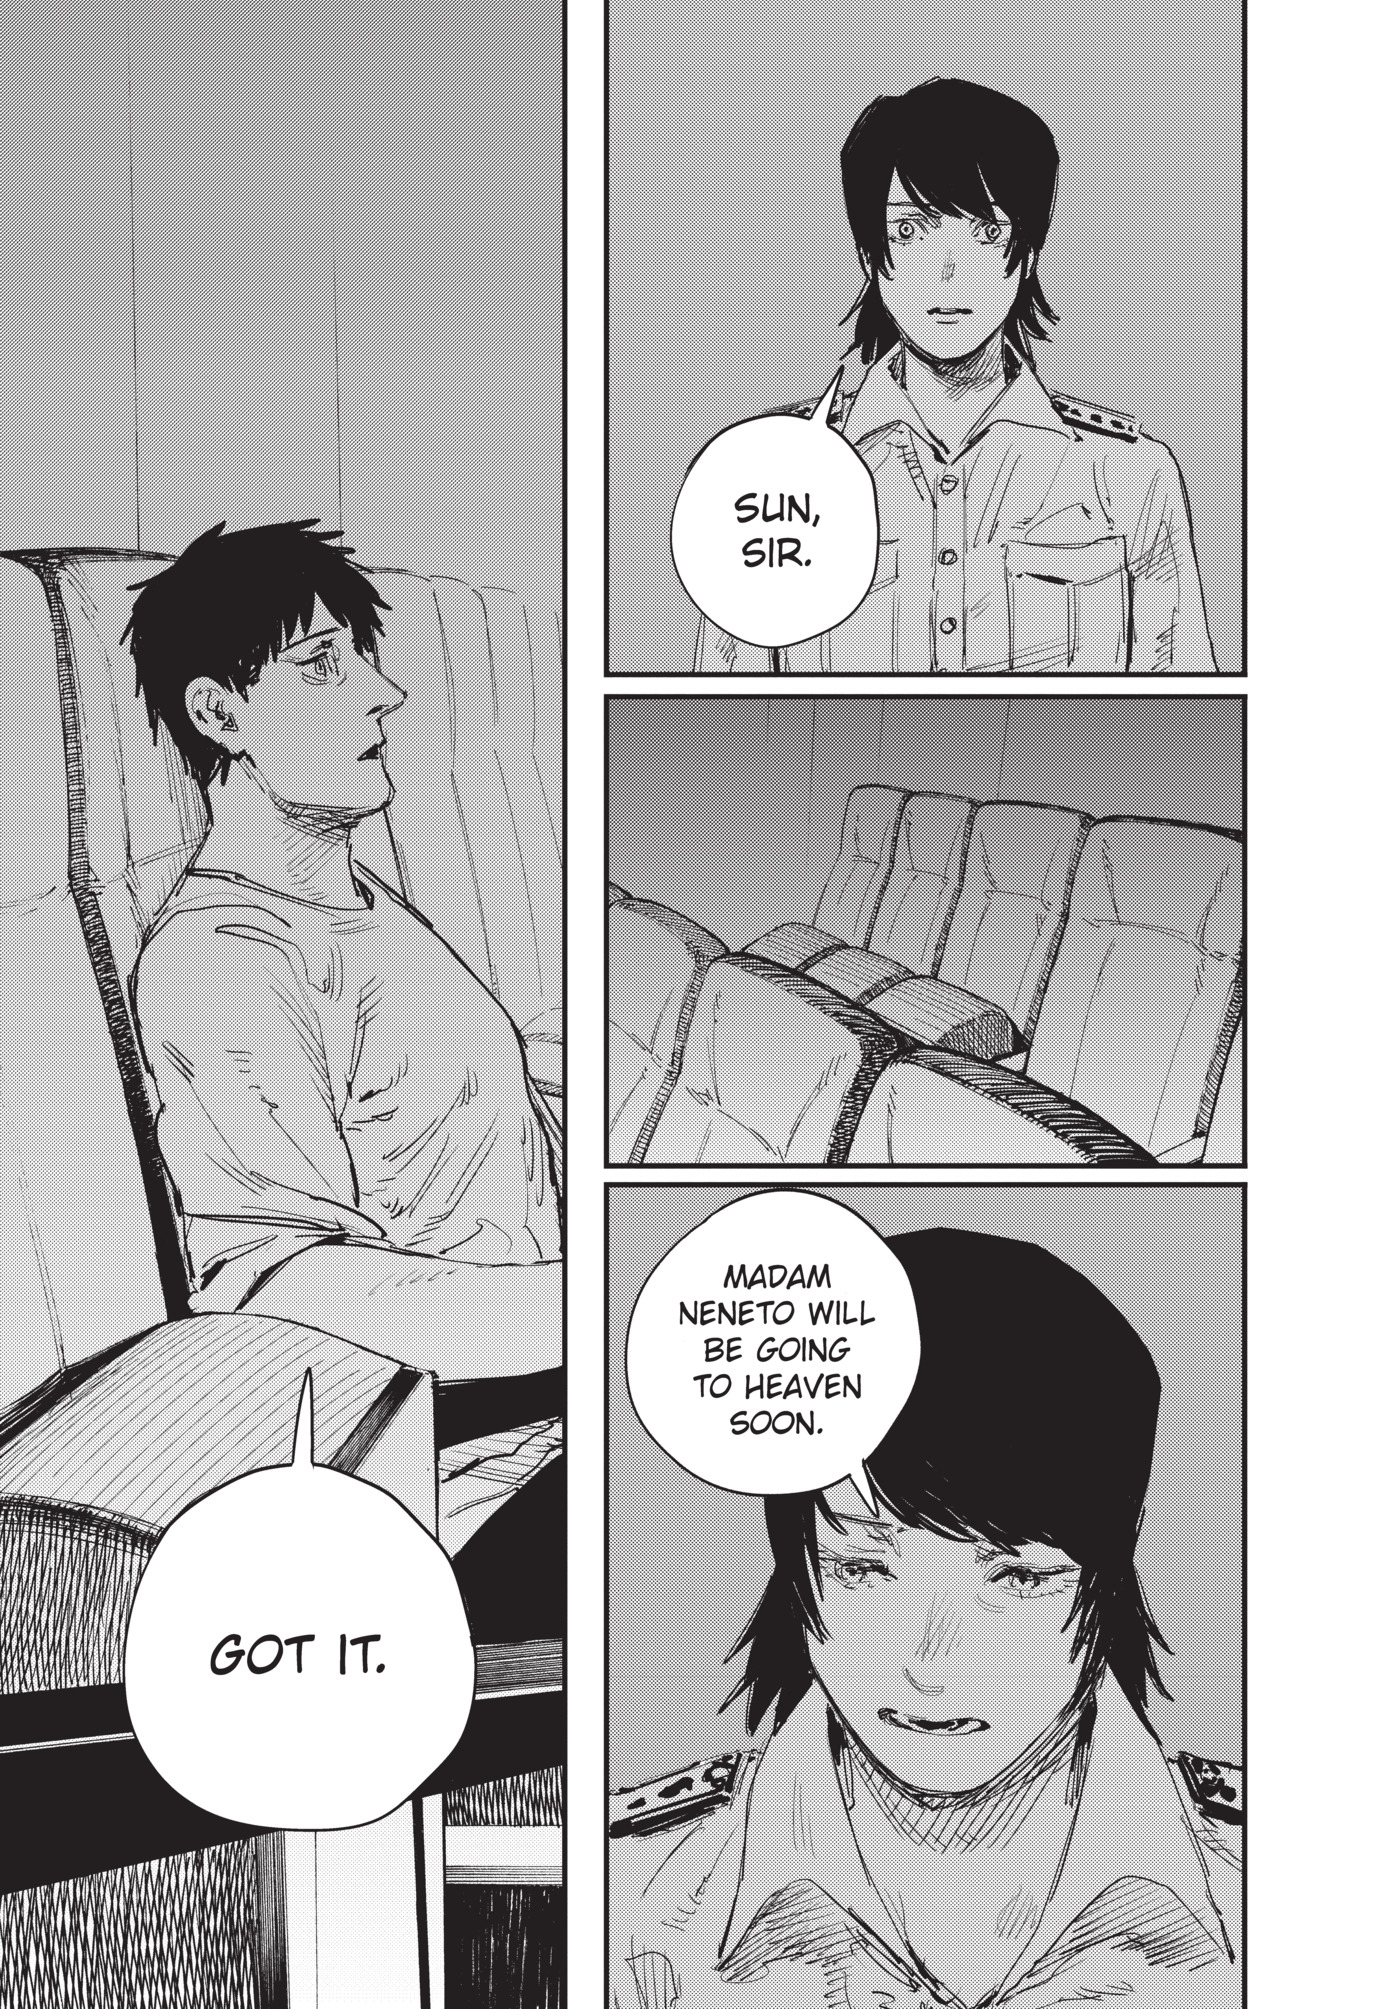 SUN,
SIR.
MADAM
NENETO WILL
BE GOING
TO HEAVEN
SOON.
GOT IT.